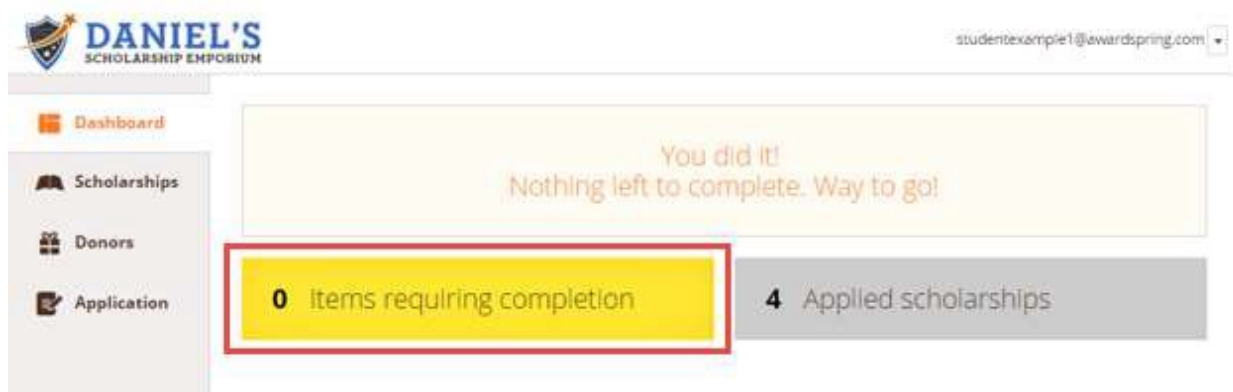 DANIEL'S
SCHOLARSHIP EMPORIUM
studentexample1@awardspring.com
Dashboard
Scholarships
Donors
Application
You did it!
Nothing left to complete. Way to go!
0 Items requiring completion
4 Applied scholarships